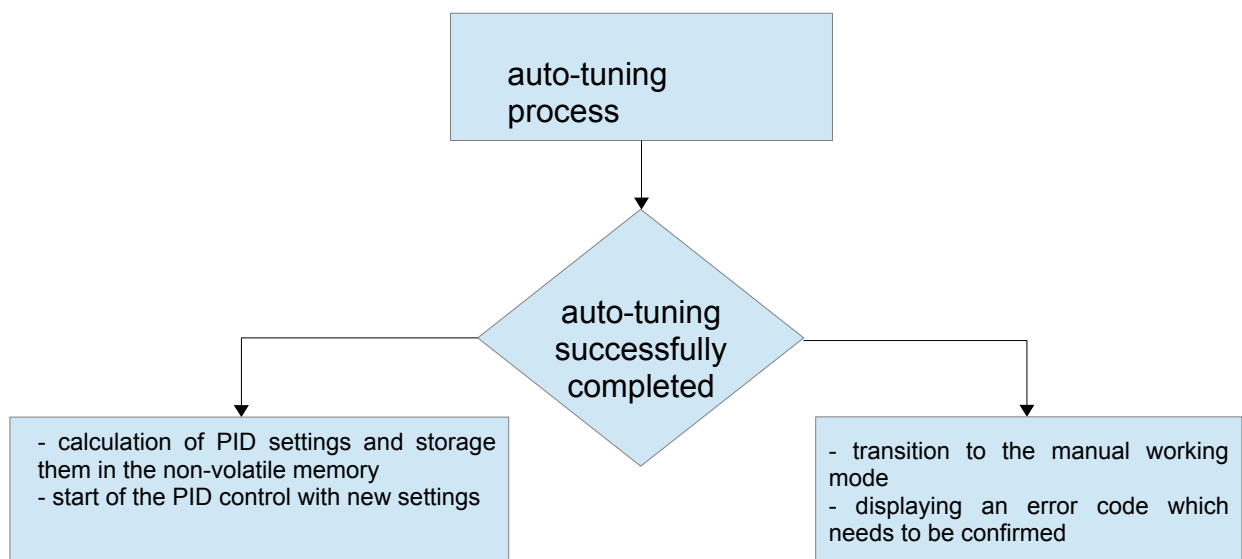 auto-tuning
process
auto-tuning
successfully
completed
- calculation of PID settings and storage
them in the non-volatile memory
- start of the PID control with new settings
- transition to the manual working
mode
- displaying an error code which
needs to be confirmed